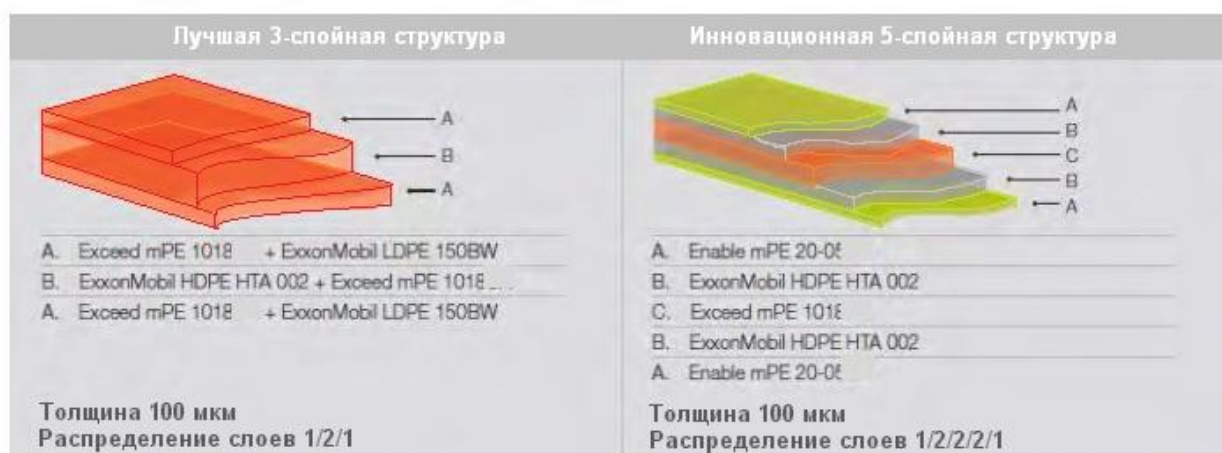 Лучшая 3-слойная структура
A
B
A
A. Exceed mPE 1018 + ExxonMobil LDPE 150BW
B. ExxonMobil HDPE HTA 002 + Exceed mPE 1018
A. Exceed mPE 1018 + ExxonMobil LDPE 150BW
Толщина 100 мкм
Распределение слоев 1/2/1
Инновационная 5-слойная структура
A
B
C
B
A
A. Enable mPE 20-05
B. ExxonMobil HDPE HTA 002
C. Exceed mPE 1018
B. ExxonMobil HDPE HTA 002
A. Enable mPE 20-05
Толщина 100 мкм
Распределение слоев 1/2/2/2/1